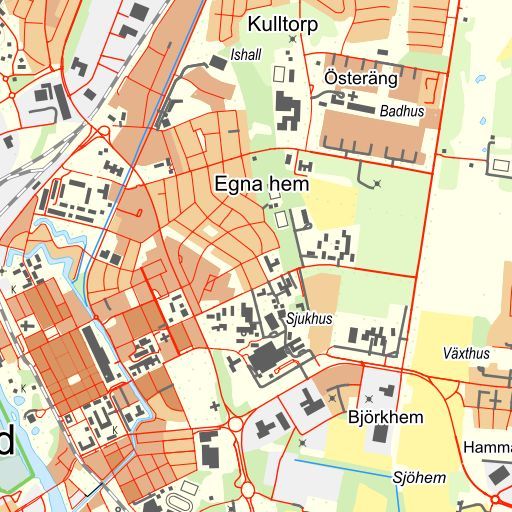 Kulltorp
Ishall
Österäng
Badhus
Egna hem
Sjukhus
Växthus
K
Björkhem
K
d
Hamma
Sjöhem